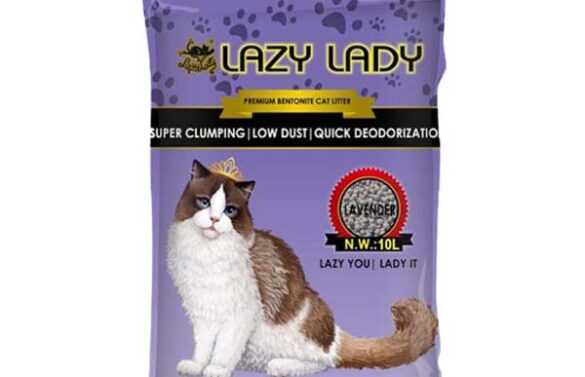 LAZY LADY
PREMIUM BENTONITE CAT LITTER
SUPER CLUMPING|LOW DUST|QUICK DEODORIZATIO
LAVENDER
N.W.:10L
LAZY YOU| LADY IT